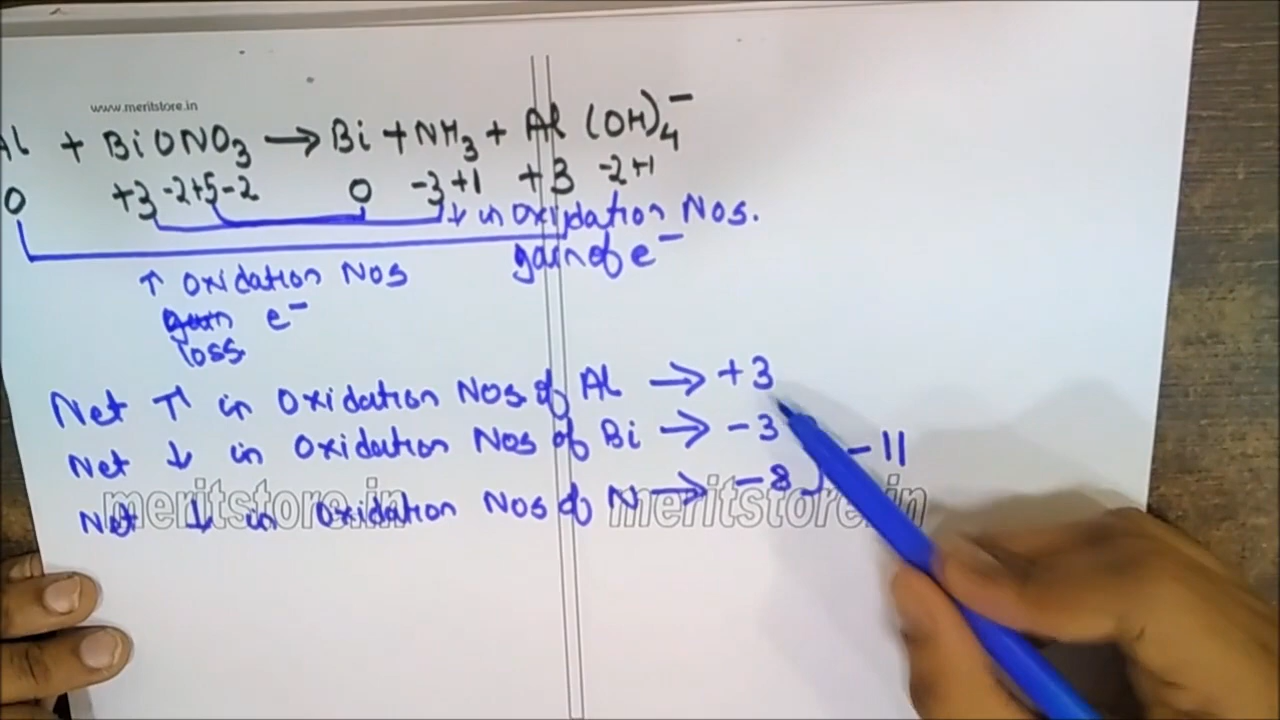 www.meritstore.in
Al + BiONO3 → Bi + NH3 + Al(OH)4−
0 +3 -2+5-2 0 -3+1 +3 -2+1
↓ in Oxidation Nos.
gain of e−
↑ Oxidation Nos
e−
loss
Net ↑ in Oxidation Nos of Al → +3
Net ↓ in Oxidation Nos of Bi → -3
-11
Net ↓ in Oxidation Nos of N → -8
meritstore.in meritstore.in